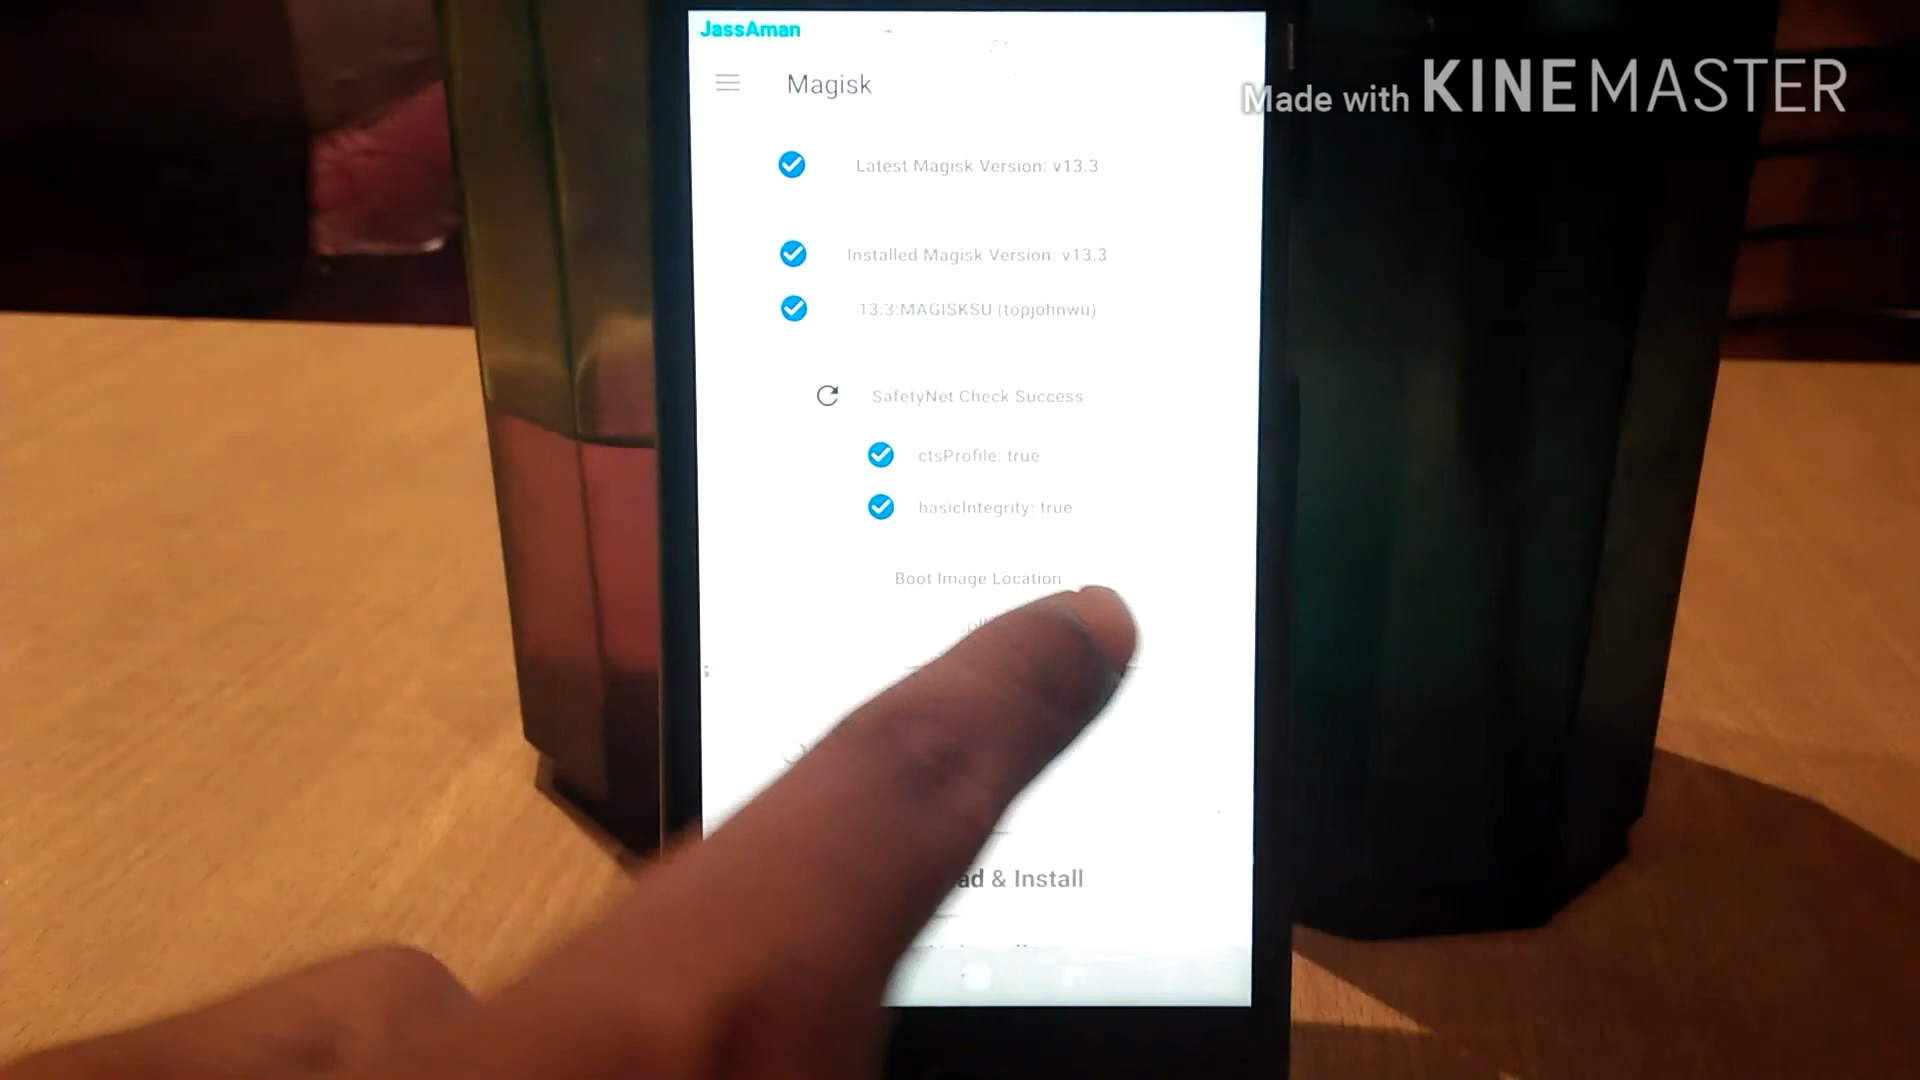 JassAman
Magisk
Made with KINEMASTER
Latest Magisk Version: v13.3
Installed Magisk Version: v13.3
13.3:MAGISKSU (topjohnwu)
SafetyNet Check Success
ctsProfile: true
basicIntegrity: true
Boot Image Location
& Install